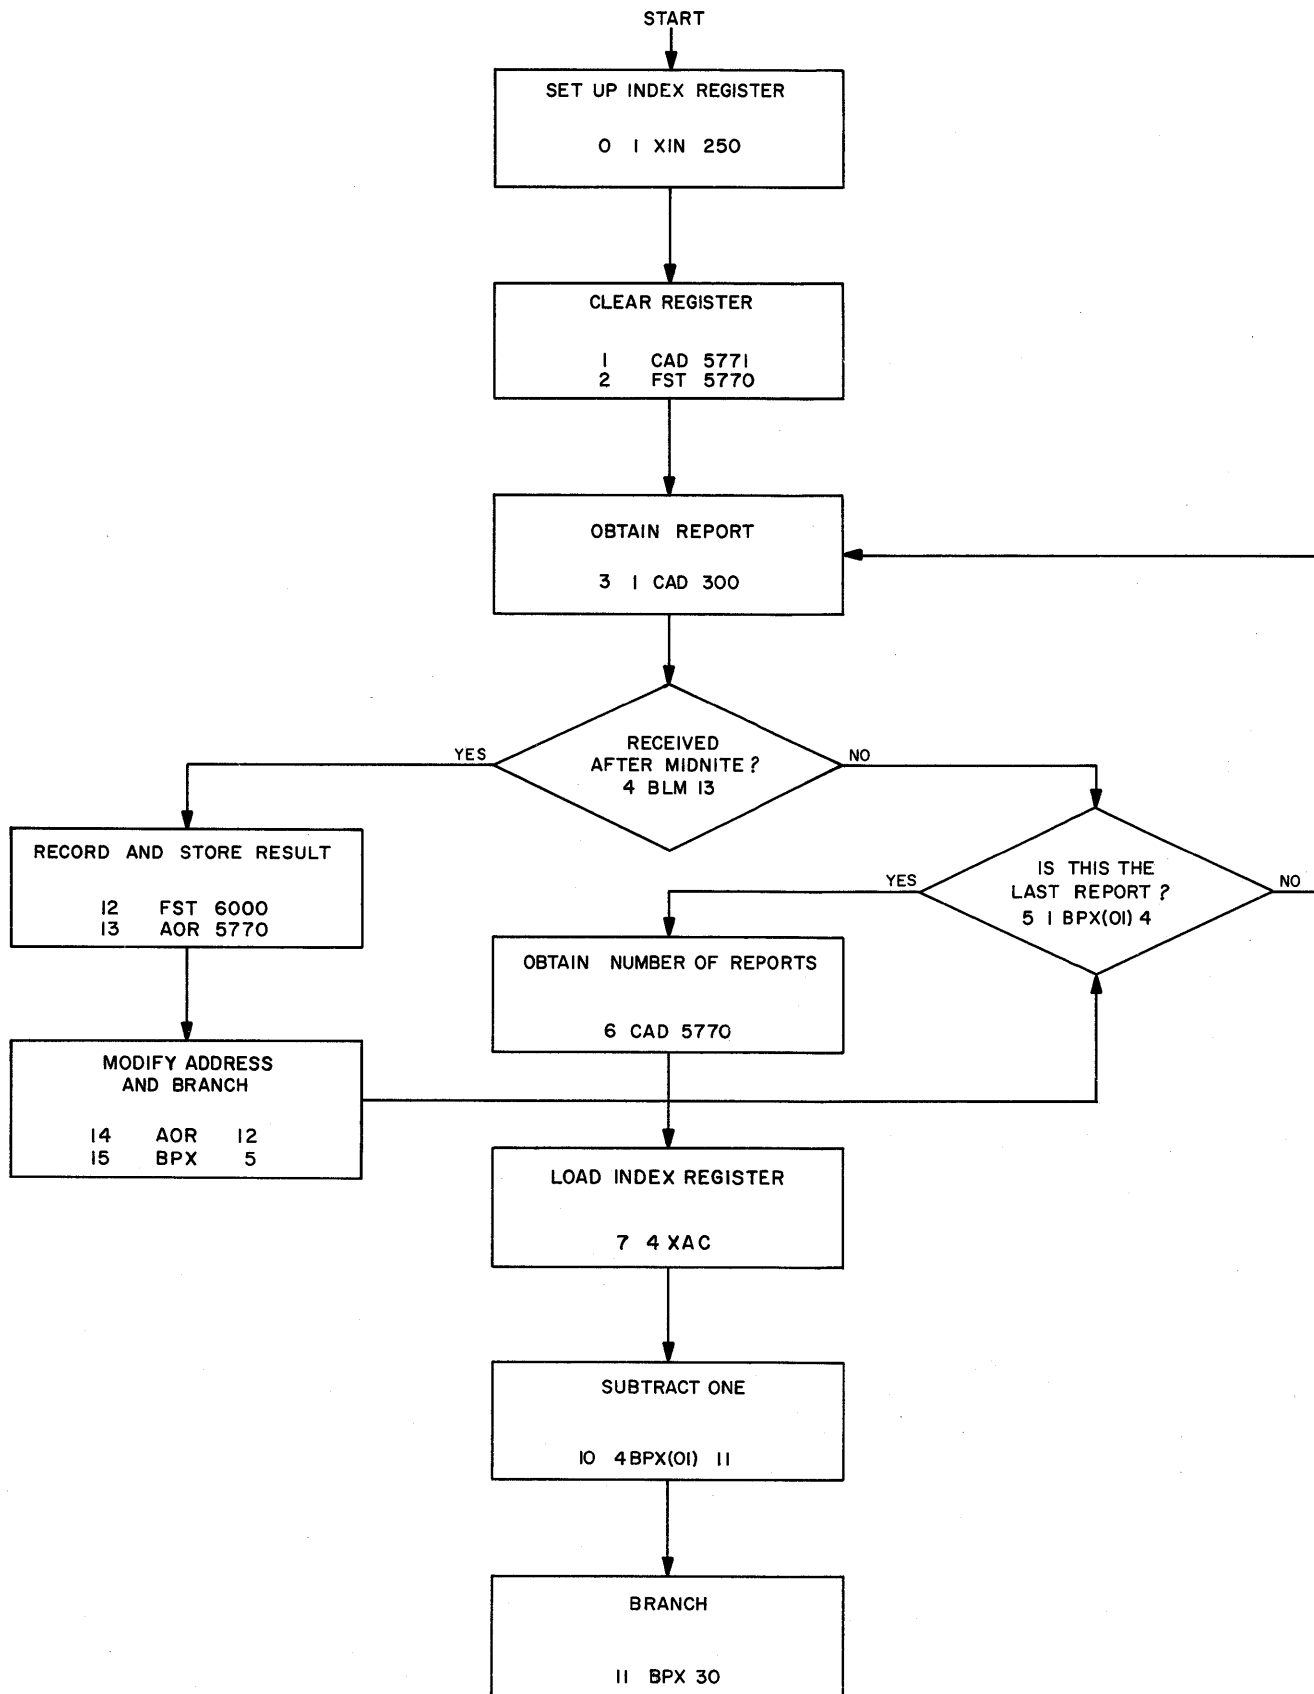 START
SET UP INDEX REGISTER
0 1 XIN 250
CLEAR REGISTER
1 CAD 5771
2 FST 5770
OBTAIN REPORT
3 1 CAD 300
RECEIVED
AFTER MIDNITE?
4 BLM 13
YES
NO
RECORD AND STORE RESULT
12 FST 6000
13 AOR 5770
IS THIS THE
LAST REPORT?
5 1 BPX(01) 4
YES
NO
OBTAIN NUMBER OF REPORTS
6 CAD 5770
MODIFY ADDRESS
AND BRANCH
14 AOR 12
15 BPX 5
LOAD INDEX REGISTER
7 4 XAC
SUBTRACT ONE
10 4BPX(01) 11
BRANCH
11 BPX 30